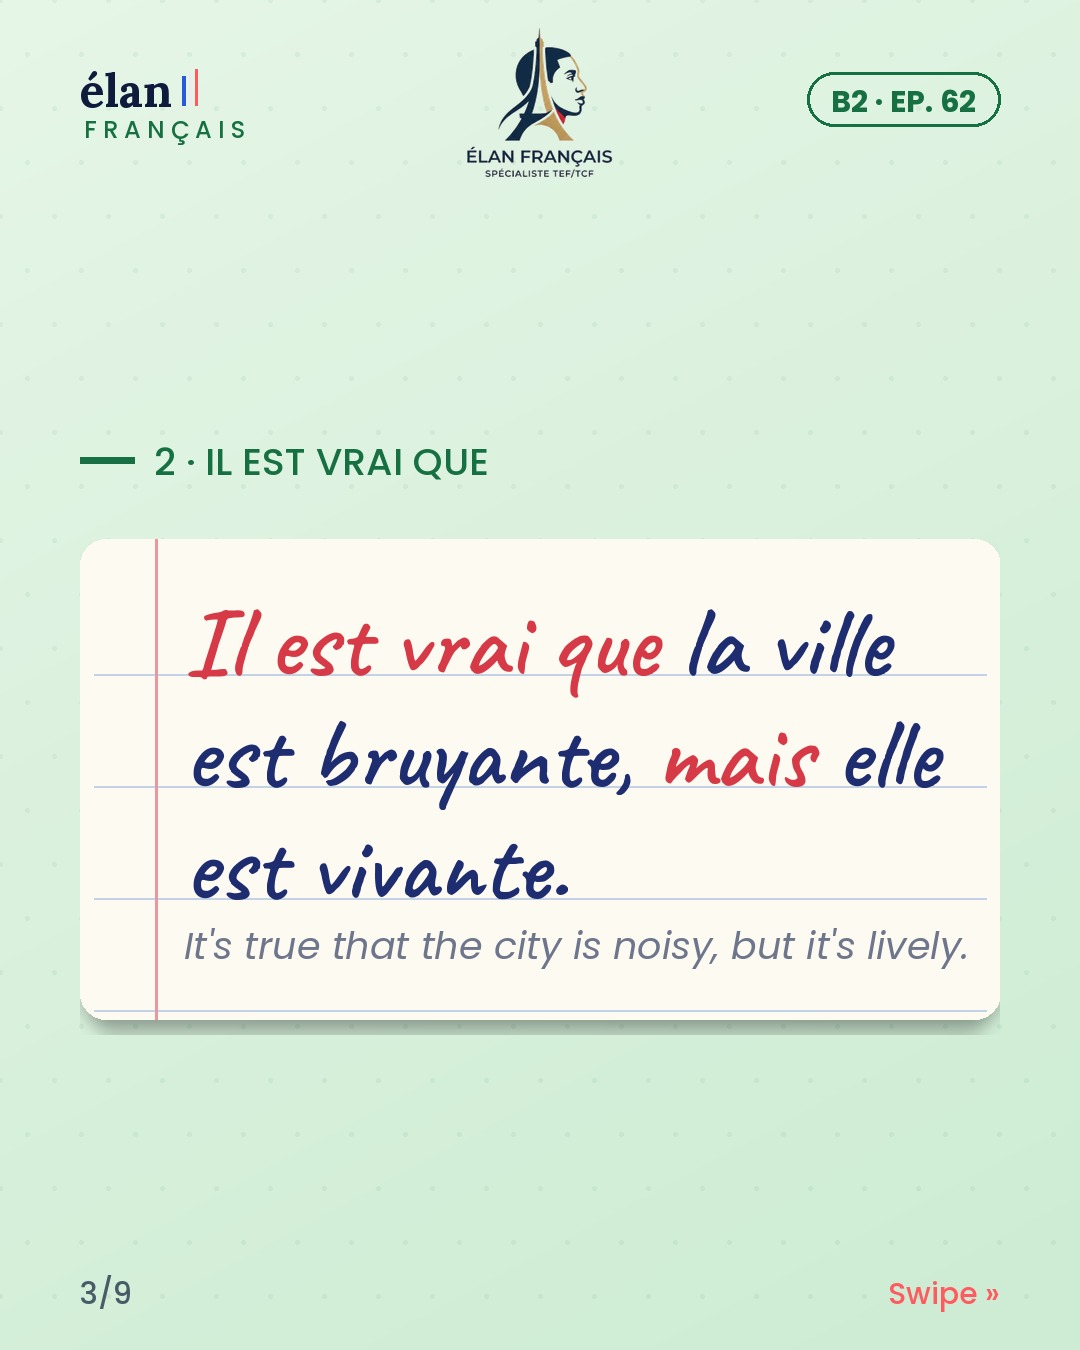 élan
FRANÇAIS
ÉLAN FRANÇAIS
SPÉCIALISTE TEF/TCF
B2 · EP. 62
2 · IL EST VRAI QUE
Il est vrai que la ville
est bruyante, mais elle
est vivante.
It's true that the city is noisy, but it's lively.
3/9
Swipe »